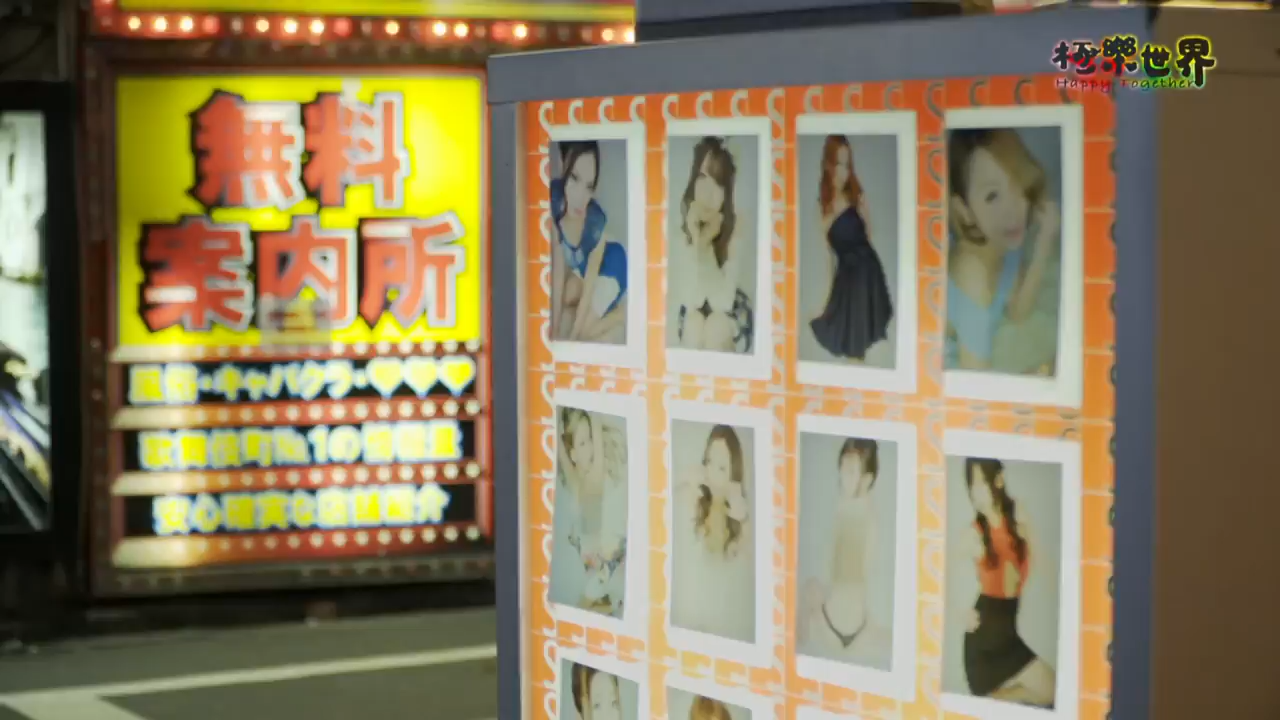 無料
案内所
風俗・キャバクラ・♥♥♥
歌舞伎町No.1の情報量
安心確実な店舗紹介
極樂世界
Happy Together